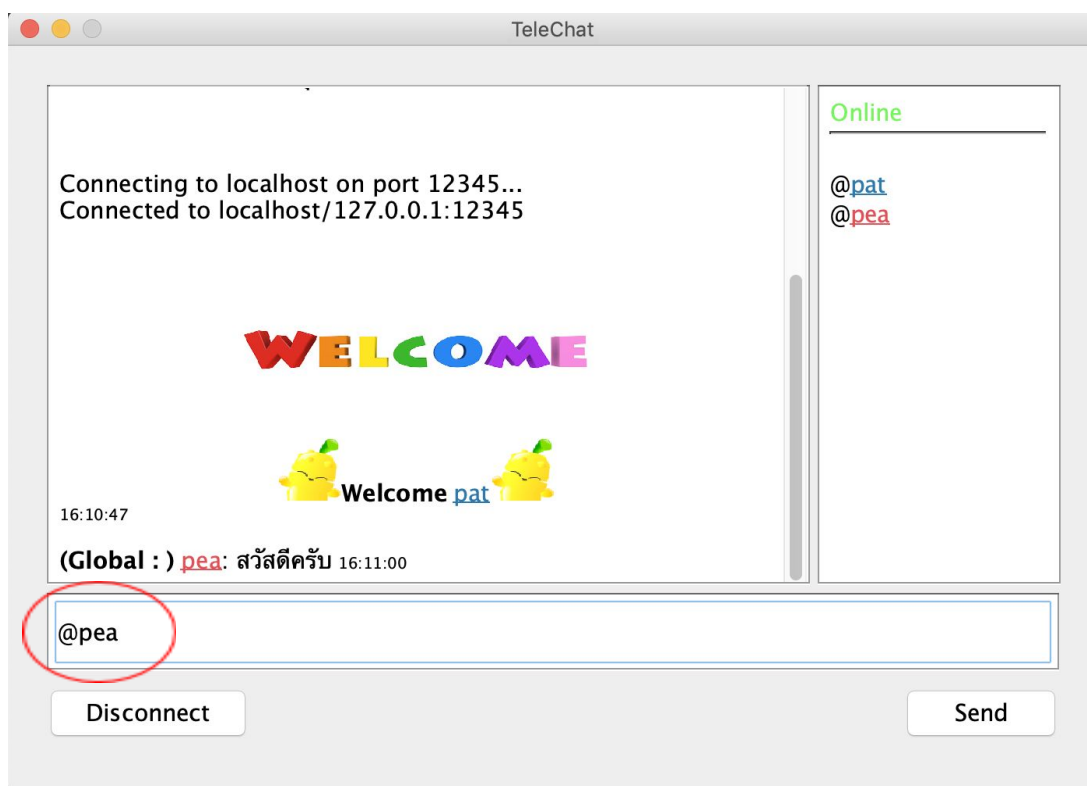 TeleChat
Connecting to localhost on port 12345...
Connected to localhost/127.0.0.1:12345
WELCOME
Welcome pat
16:10:47
(Global : ) pea: สวัสดีครับ 16:11:00
Online
@pat
@pea
@pea
Disconnect
Send